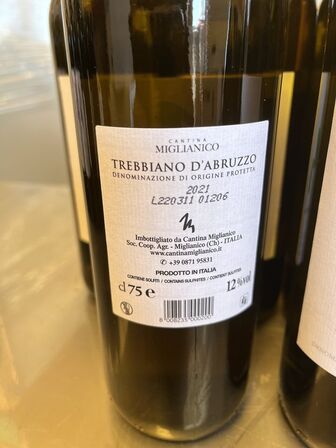 CANTINA
MIGLIANICO
TREBBIANO D'ABRUZZO
DENOMINAZIONE DI ORIGINE PROTETTA
2021
L220311 01206
Imbottigliato da Cantina Miglianico
Soc. Coop. Agr. - Miglianico (Ch) - ITALIA
www.cantinamiglianico.it
✆ +39 0871 95831
PRODOTTO IN ITALIA
CONTIENE SOLFITI / CONTAINS SULPHITES / CONTIENT SULFITES
cl 75 e
12 % vol